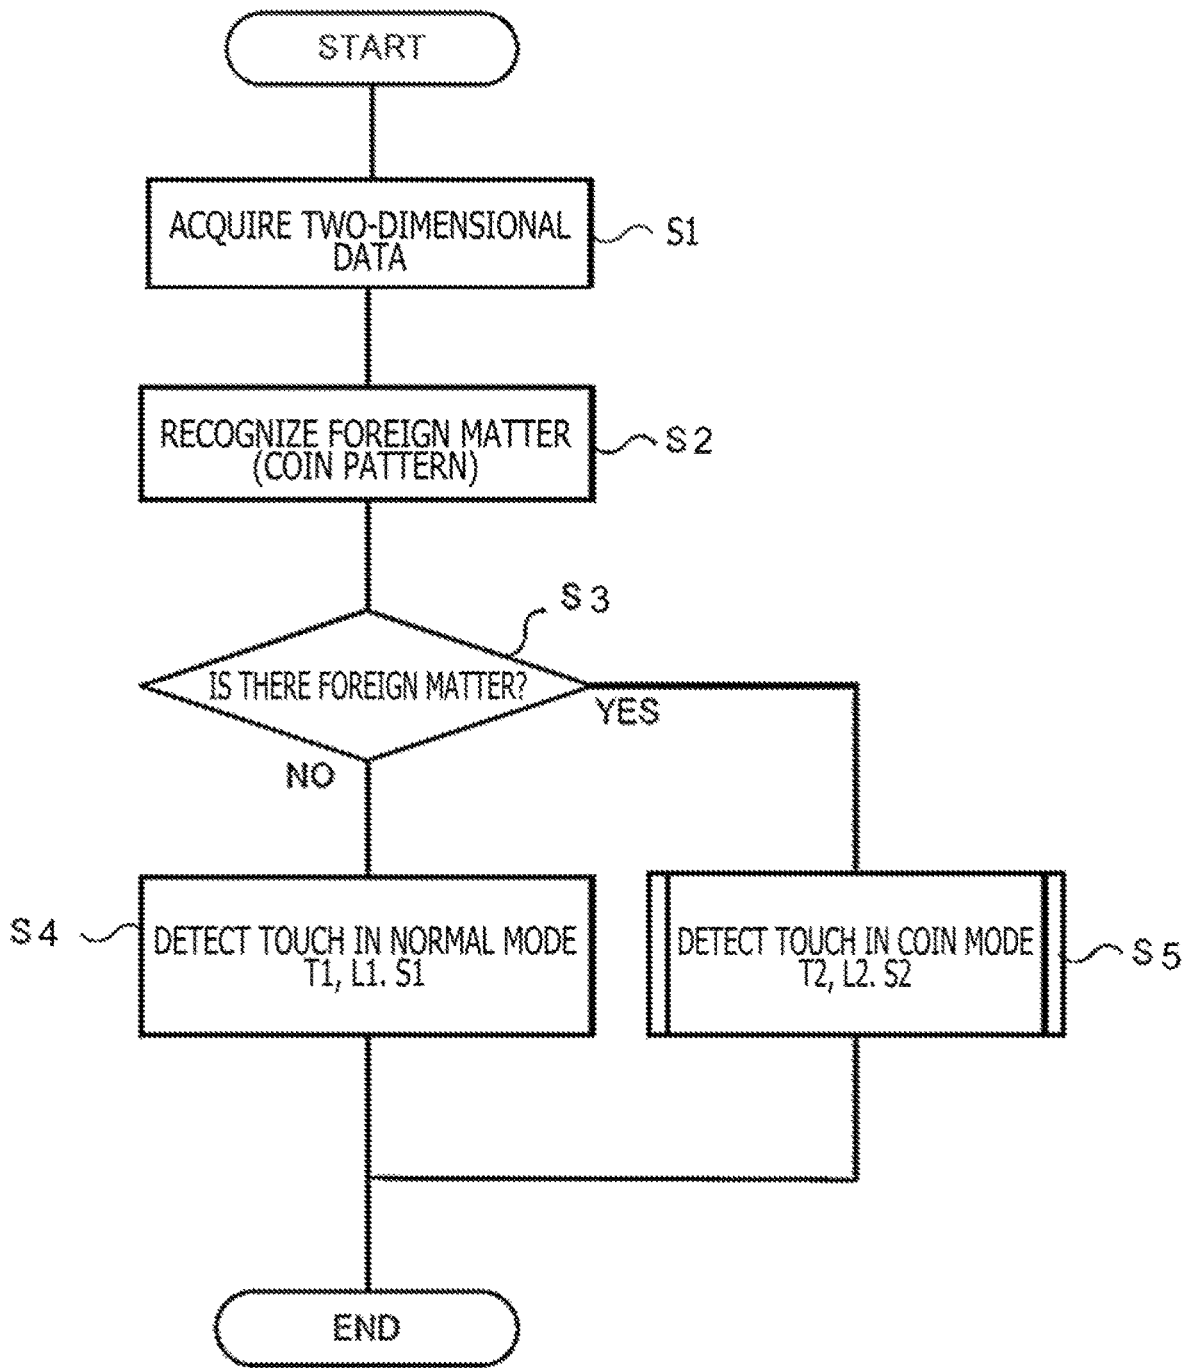 START
ACQUIRE TWO-DIMENSIONAL
DATA
S1
RECOGNIZE FOREIGN MATTER
(COIN PATTERN)
S2
S3
IS THERE FOREIGN MATTER?
YES
NO
S4
DETECT TOUCH IN NORMAL MODE
T1, L1. S1
DETECT TOUCH IN COIN MODE
T2, L2. S2
S5
END